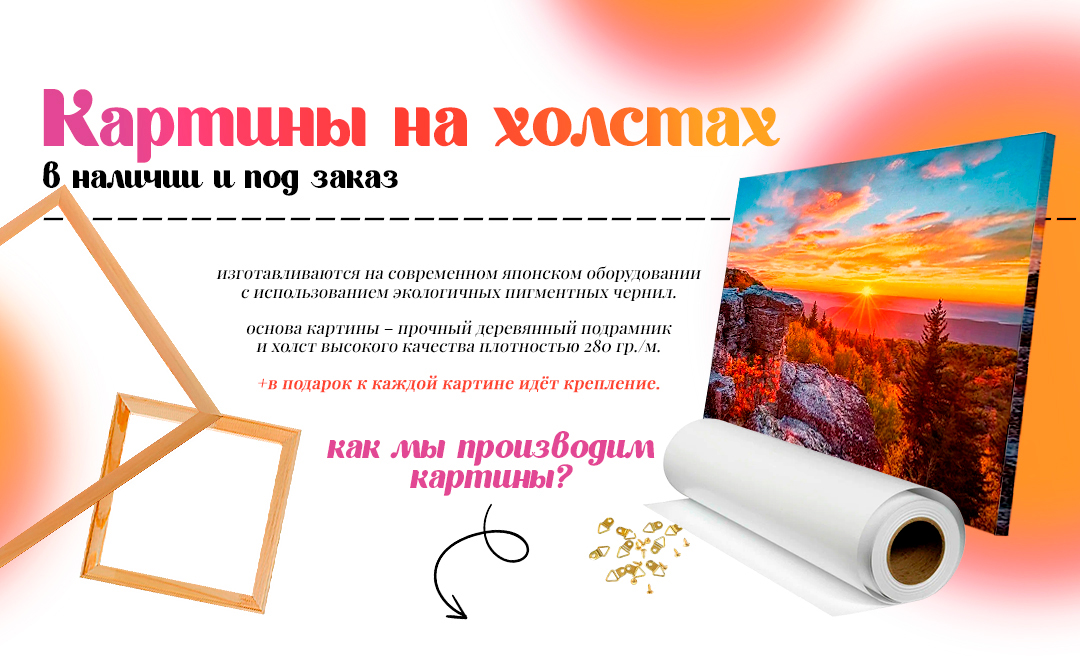 Картины на холстах
в наличии и под заказ
изготавливаются на современном японском оборудовании
с использованием экологичных пигментных чернил.
основа картины – прочный деревянный подрамник
и холст высокого качества плотностью 280 гр./м.
+в подарок к каждой картине идёт крепление.
как мы производим
картины?